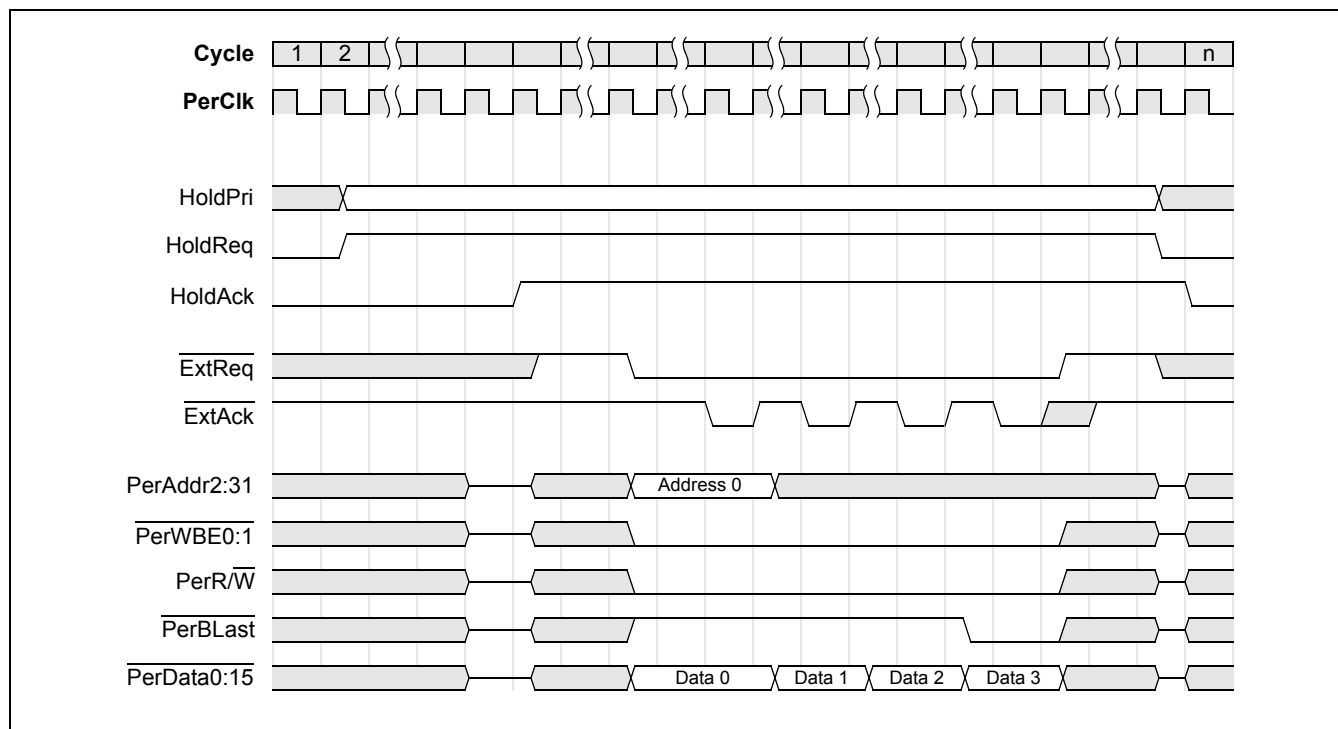 Cycle 1 2 n
PerClk
HoldPri
HoldReq
HoldAck
ExtReq
ExtAck
PerAddr2:31 Address 0
PerWBE0:1
PerR/W
PerBLast
PerData0:15 Data 0 Data 1 Data 2 Data 3